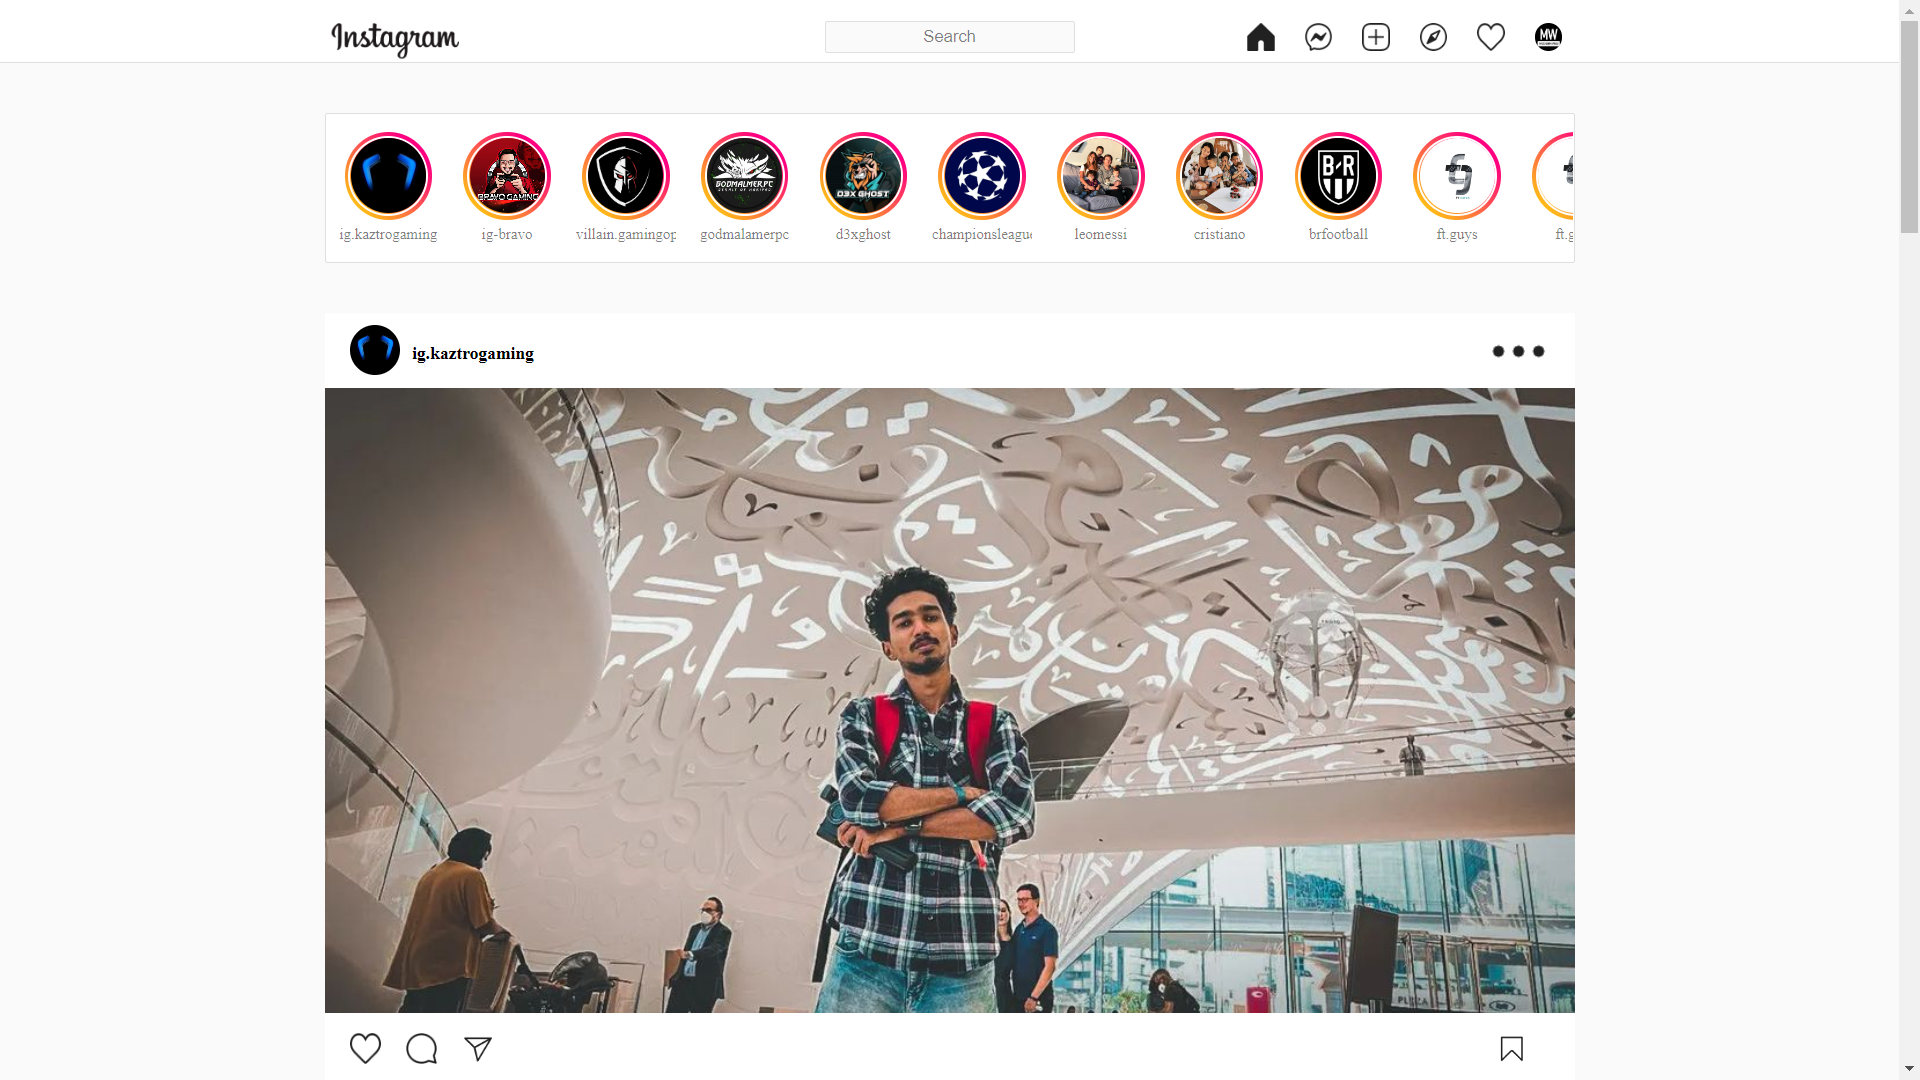 Instagram
Search
MW
BRAVO GAMING
GODMALMERPC
D3X GHOST
B R
ig.kaztrogaming
ig-bravo
villain.gamingop
godmalamerpc
d3xghost
championsleagu
leomessi
cristiano
brfootball
ft.guys
ft.g
ig.kaztrogaming